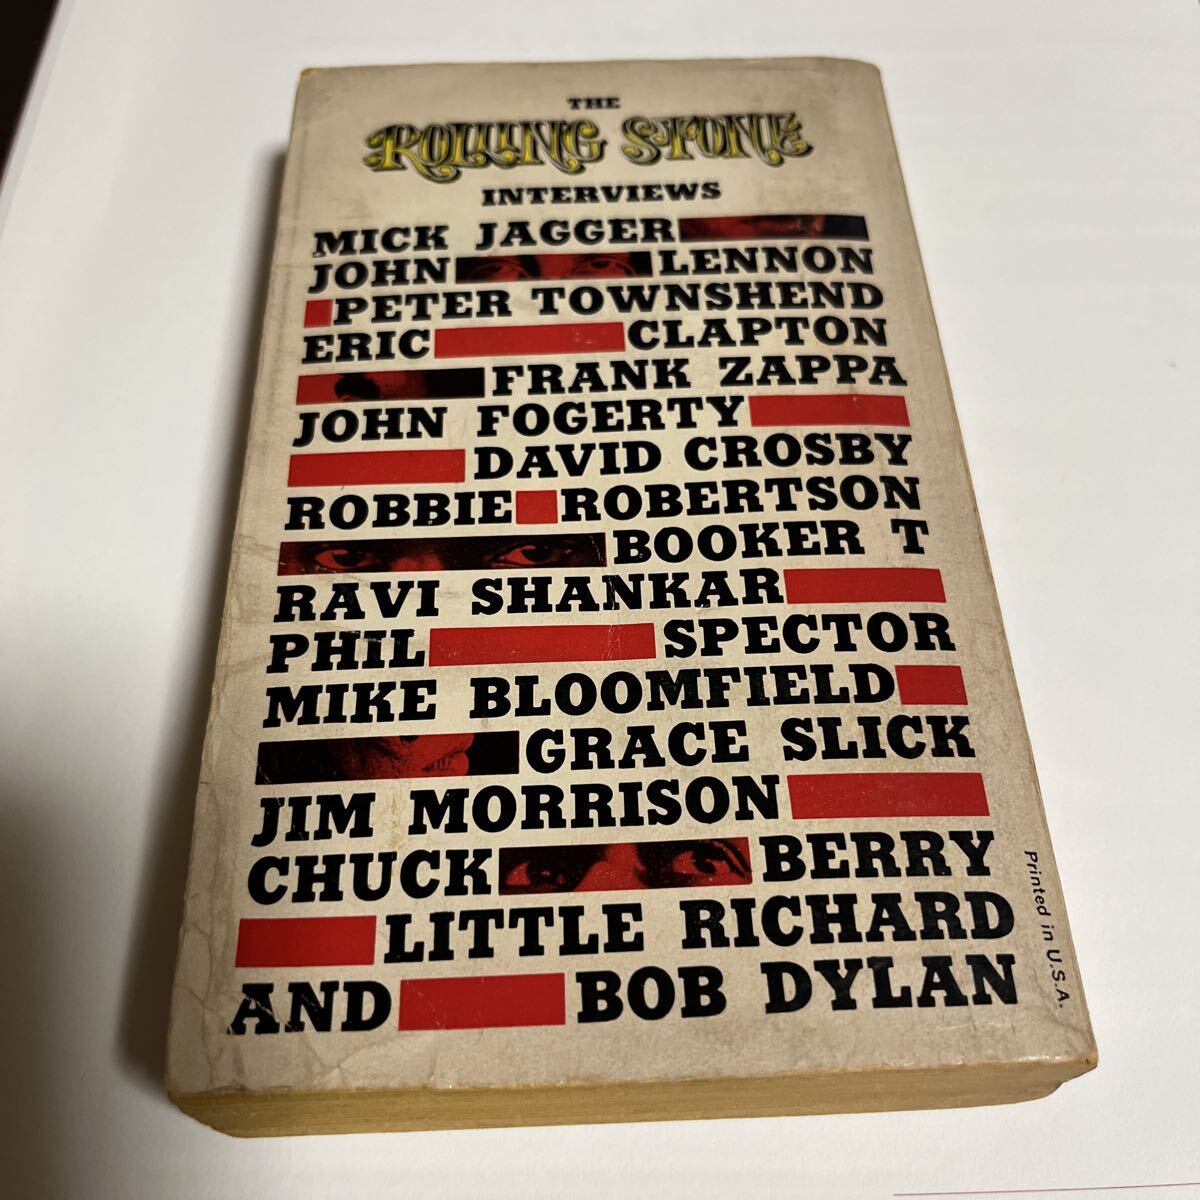 THE
ROLLING STONE
INTERVIEWS
MICK JAGGER
JOHN LENNON
PETER TOWNSHEND
ERIC CLAPTON
FRANK ZAPPA
JOHN FOGERTY
DAVID CROSBY
ROBBIE ROBERTSON
BOOKER T
RAVI SHANKAR
PHIL SPECTOR
MIKE BLOOMFIELD
GRACE SLICK
JIM MORRISON
CHUCK BERRY
LITTLE RICHARD
AND BOB DYLAN
Printed in U.S.A.